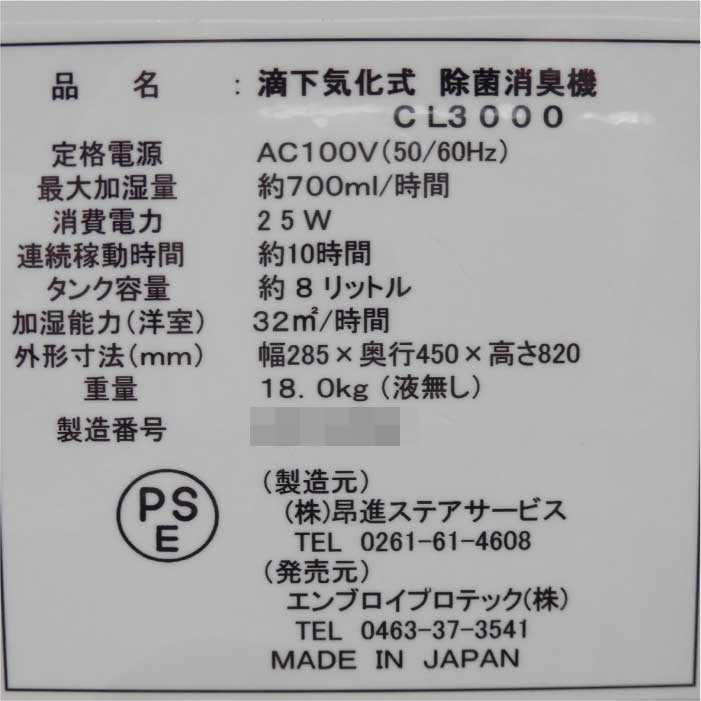 品 名 : 滴下気化式 除菌消臭機
CL3000
定格電源 AC100V(50/60Hz)
最大加湿量 約700ml/時間
消費電力 25W
連続稼動時間 約10時間
タンク容量 約8リットル
加湿能力(洋室) 32㎡/時間
外形寸法(mm) 幅285×奥行450×高さ820
重量 18.0kg(液無し)
製造番号
PS
E
(製造元)
(株)昂進ステアサービス
TEL 0261-61-4608
(発売元)
エンブロイプロテック(株)
TEL 0463-37-3541
MADE IN JAPAN